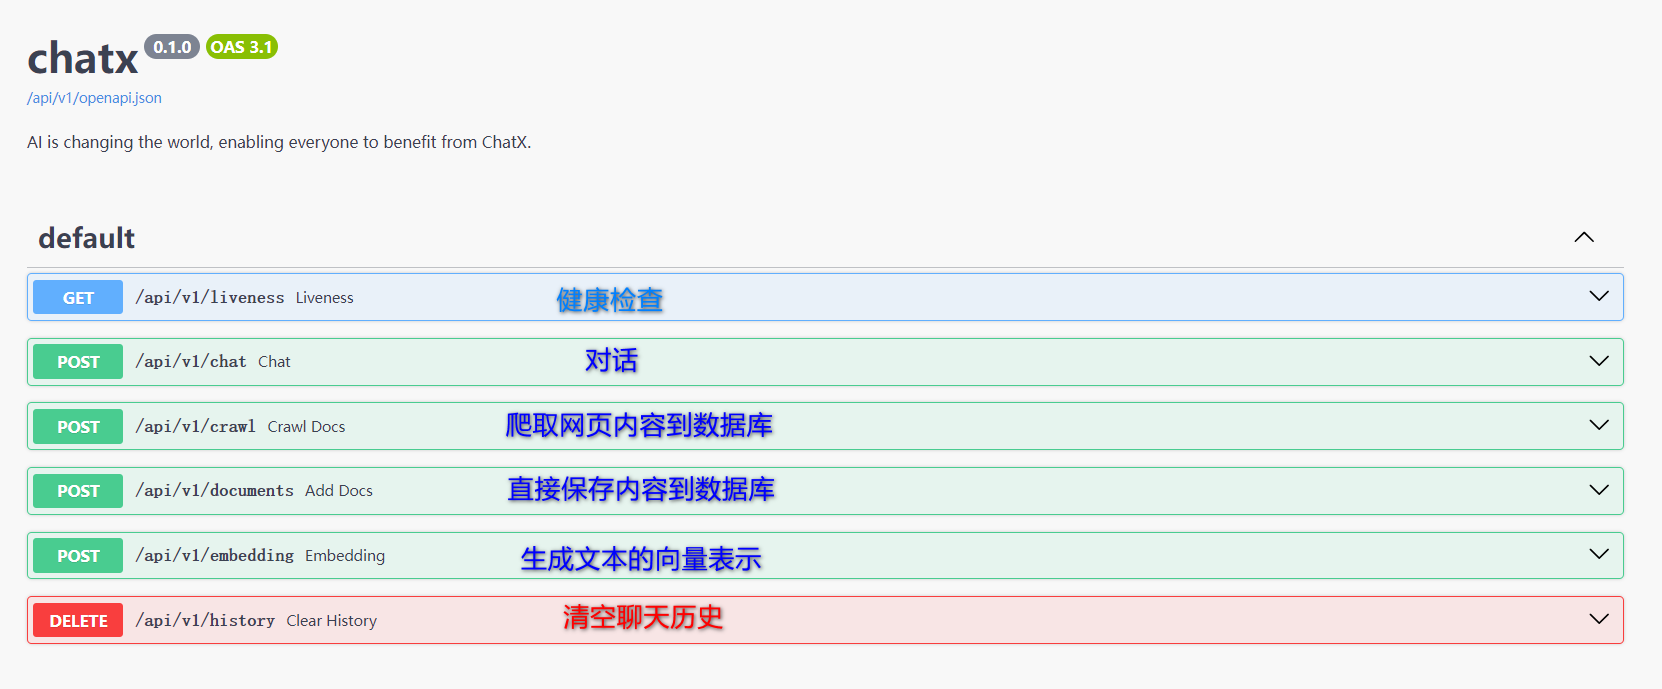 chatx 0.1.0 OAS 3.1
/api/v1/openapi.json
AI is changing the world, enabling everyone to benefit from ChatX.
default
GET /api/v1/liveness Liveness 健康检查
POST /api/v1/chat Chat 对话
POST /api/v1/crawl Crawl Docs 爬取网页内容到数据库
POST /api/v1/documents Add Docs 直接保存内容到数据库
POST /api/v1/embedding Embedding 生成文本的向量表示
DELETE /api/v1/history Clear History 清空聊天历史